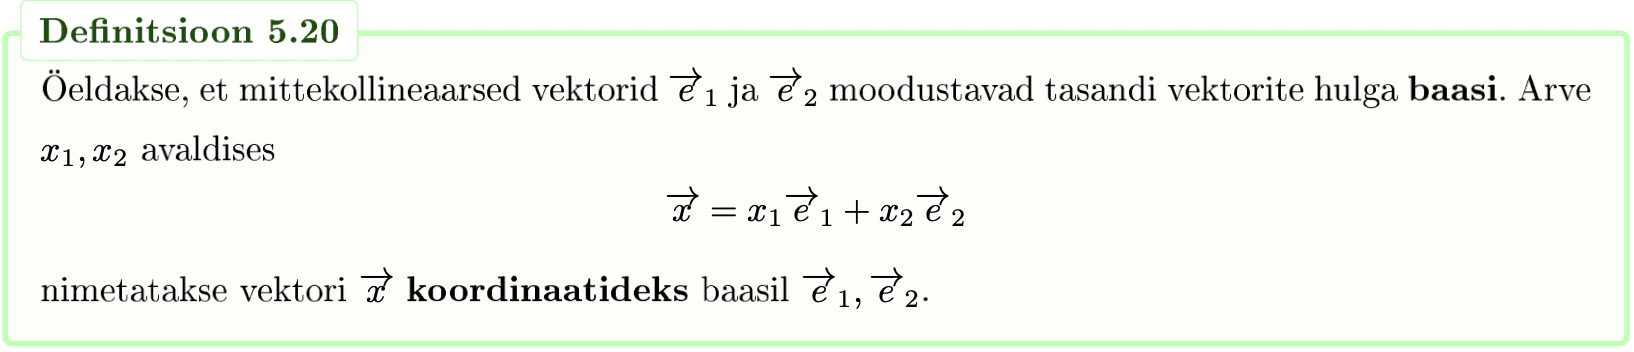 Definitsioon 5.20
Öeldakse, et mittekollineaarsed vektorid $\overrightarrow{e}_1$ ja $\overrightarrow{e}_2$ moodustavad tasandi vektorite hulga baasi. Arve
$x_1, x_2$ avaldises
$\overrightarrow{x} = x_1\overrightarrow{e}_1 + x_2\overrightarrow{e}_2$
nimetatakse vektori $\overrightarrow{x}$ koordinaatideks baasil $\overrightarrow{e}_1, \overrightarrow{e}_2$.